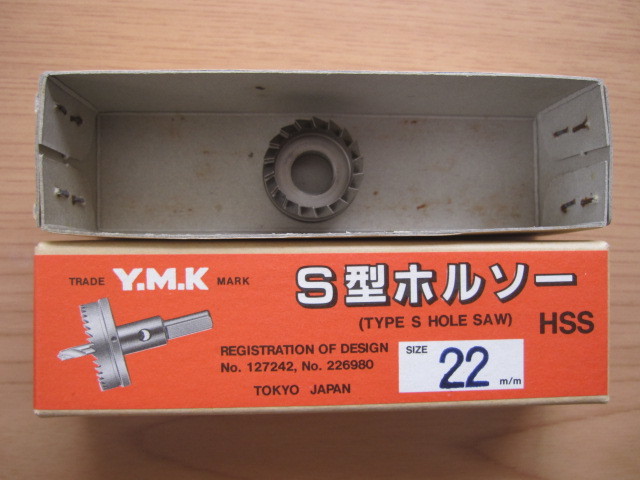 TRADE Y.M.K MARK
S型ホルソー
(TYPE S HOLE SAW) HSS
REGISTRATION OF DESIGN
No. 127242, No. 226980
TOKYO JAPAN
SIZE 22 m/m